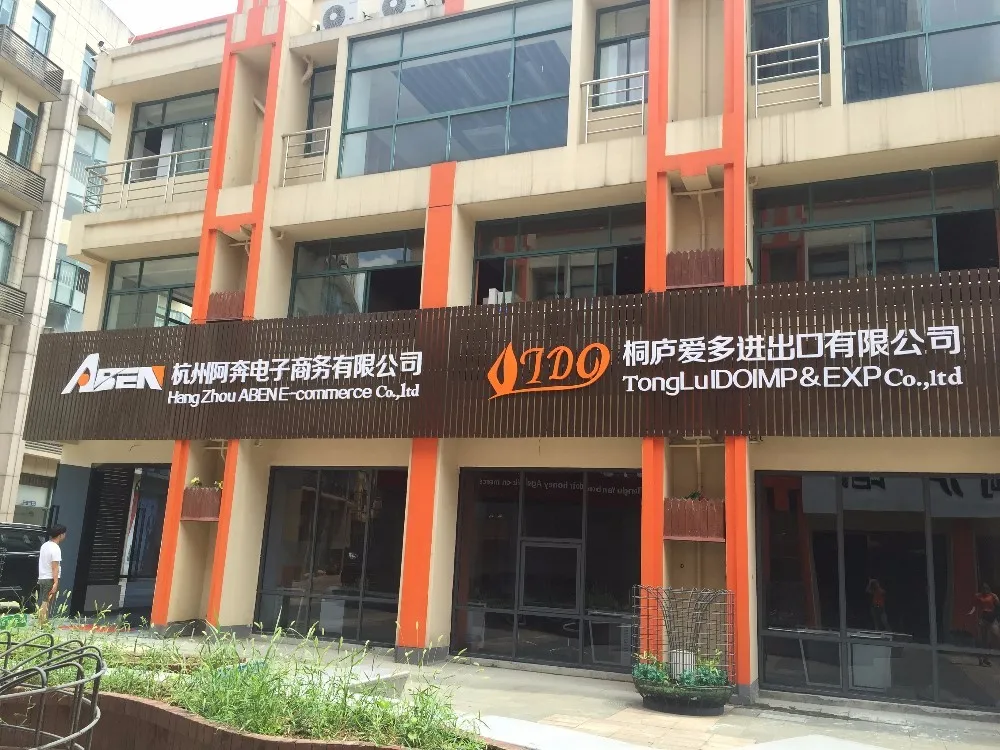 ABEN
杭州阿奔电子商务有限公司
Hang Zhou ABEN E-commerce Co.,ltd
IDO
桐庐爱多进出口有限公司
TongLu IDO IMP & EXP Co.,ltd